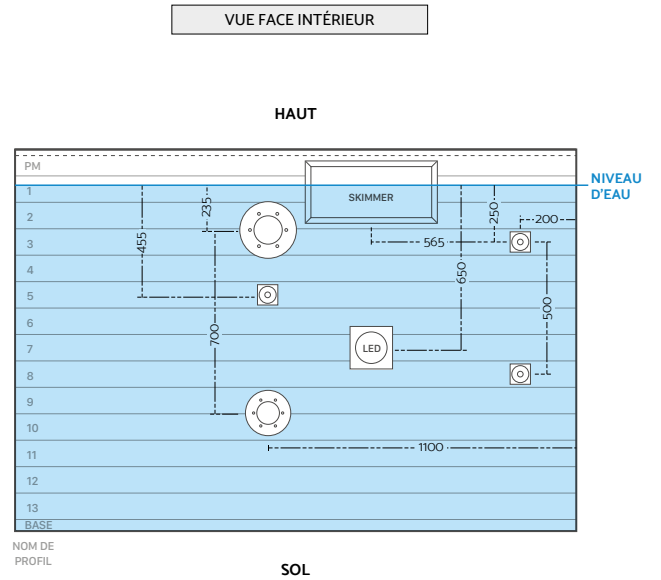 VUE FACE INTÉRIEUR
HAUT
PM
NIVEAU
D'EAU
1
SKIMMER
2
235
250
200
3
455
565
4
650
5
500
6
700
7
LED
8
9
10
11
1100
12
13
BASE
NOM DE
PROFIL
SOL